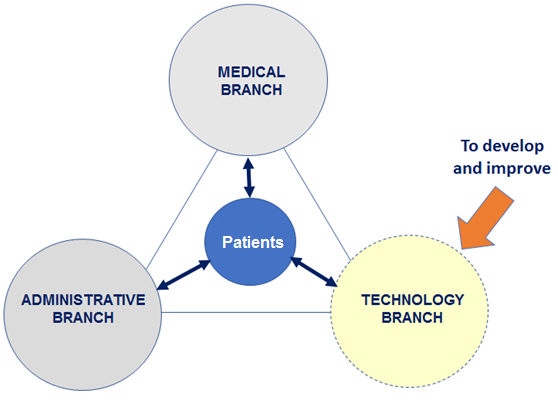 MEDICAL
BRANCH
To develop
and improve
Patients
ADMINISTRATIVE
BRANCH
TECHNOLOGY
BRANCH